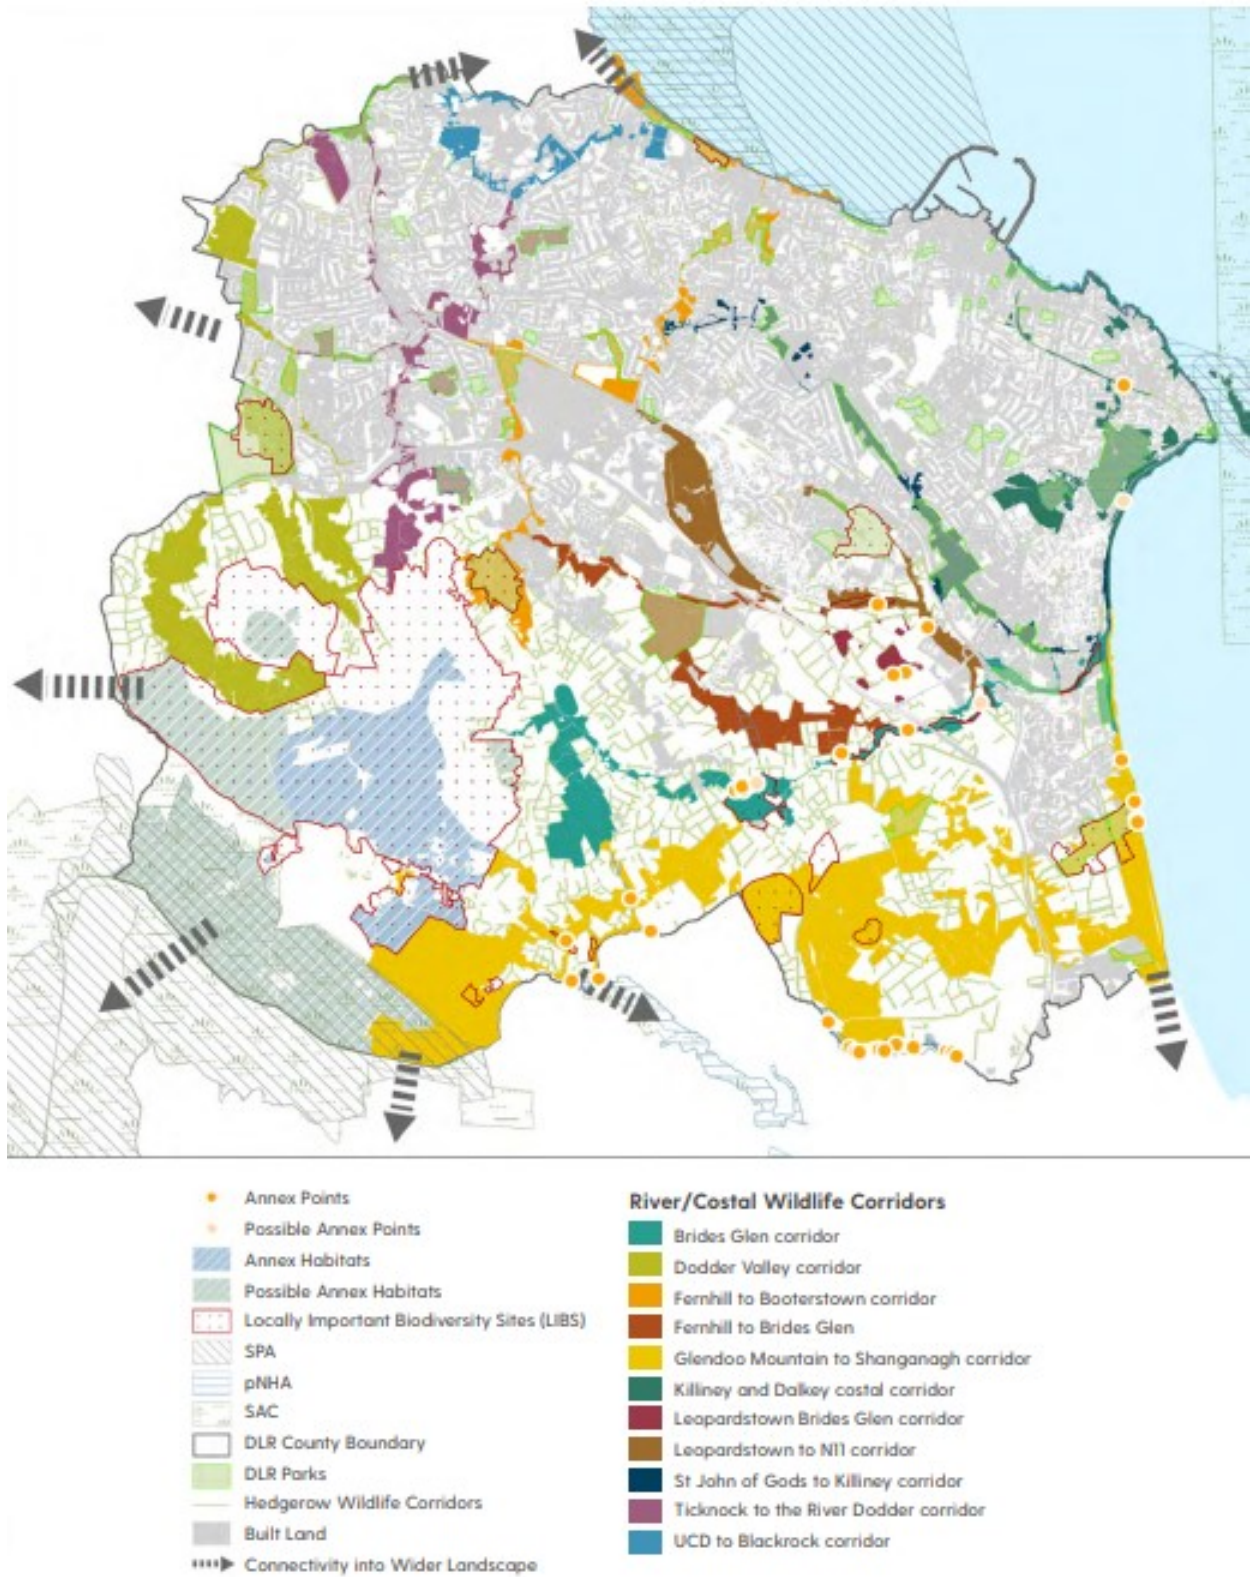 Annex Points
Possible Annex Points
Annex Habitats
Possible Annex Habitats
Locally Important Biodiversity Sites (LIBS)
SPA
pNHA
SAC
DLR County Boundary
DLR Parks
Hedgerow Wildlife Corridors
Built Land
Connectivity into Wider Landscape
River/Costal Wildlife Corridors
Brides Glen corridor
Dodder Valley corridor
Fernhill to Booterstown corridor
Fernhill to Brides Glen
Glendoo Mountain to Shanganagh corridor
Killiney and Dalkey costal corridor
Leopardstown Brides Glen corridor
Leopardstown to N11 corridor
St John of Gods to Killiney corridor
Ticknock to the River Dodder corridor
UCD to Blackrock corridor